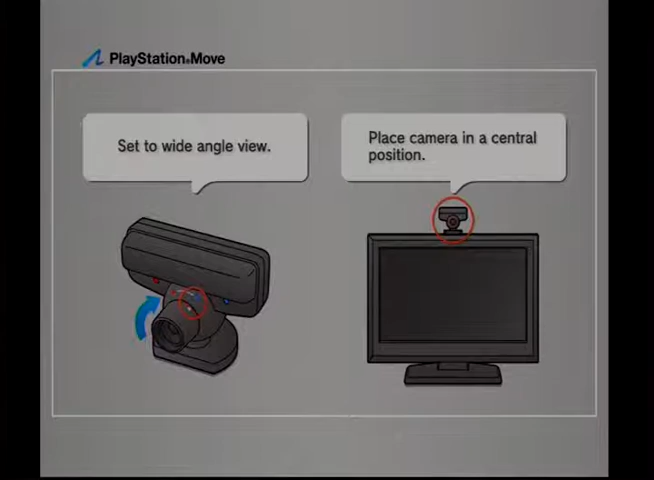 PlayStation®Move
Set to wide angle view.
Place camera in a central
position.